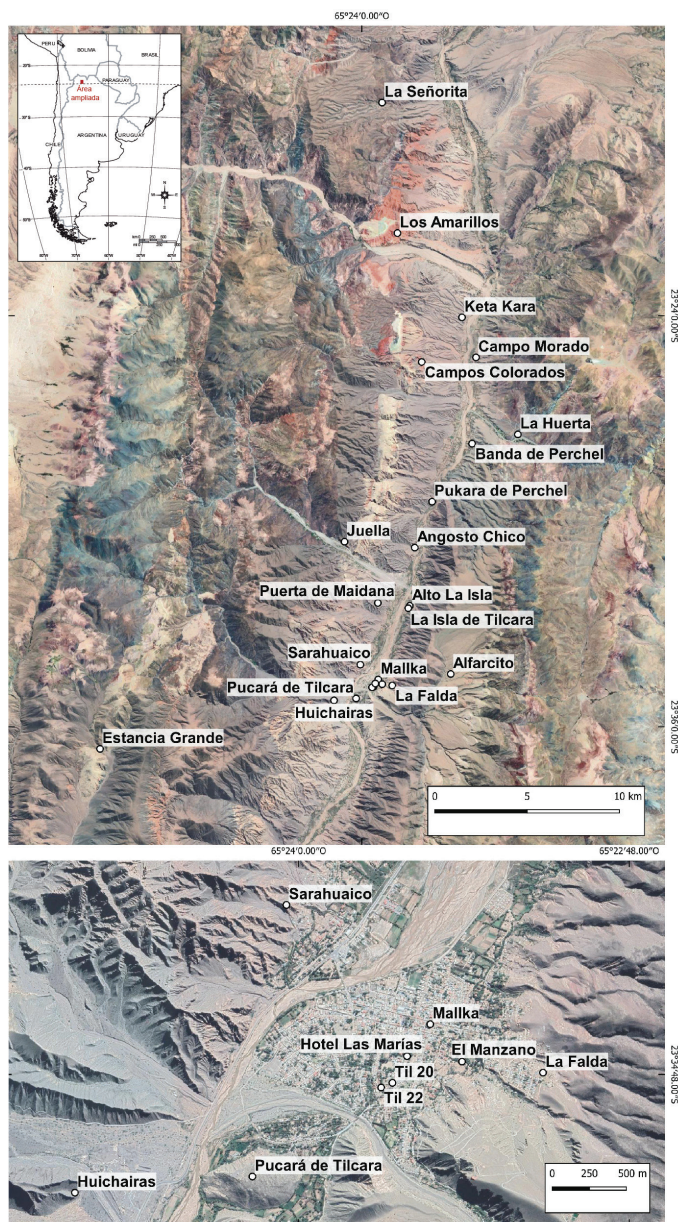 65°24'0.00"O
PERU
BOLIVIA
BRASIL
PARAGUAY
Área
ampliada
CHILE
ARGENTINA
URUGUAY
N
La Señorita
Los Amarillos
Keta Kara
23°24'0.00"S
Campo Morado
Campos Colorados
La Huerta
Banda de Perchel
Pukara de Perchel
Juella
Angosto Chico
Puerta de Maidana
Alto La Isla
La Isla de Tilcara
Sarahuaico
Mallka
Alfarcito
Pucará de Tilcara
La Falda
Huichairas
23°36'0.00"S
Estancia Grande
0 5 10 km
65°24'0.00"O
65°22'48.00"O
Sarahuaico
Mallka
Hotel Las Marías
El Manzano
La Falda
Til 20
Til 22
23°34'48.00"S
Pucará de Tilcara
Huichairas
0 250 500 m